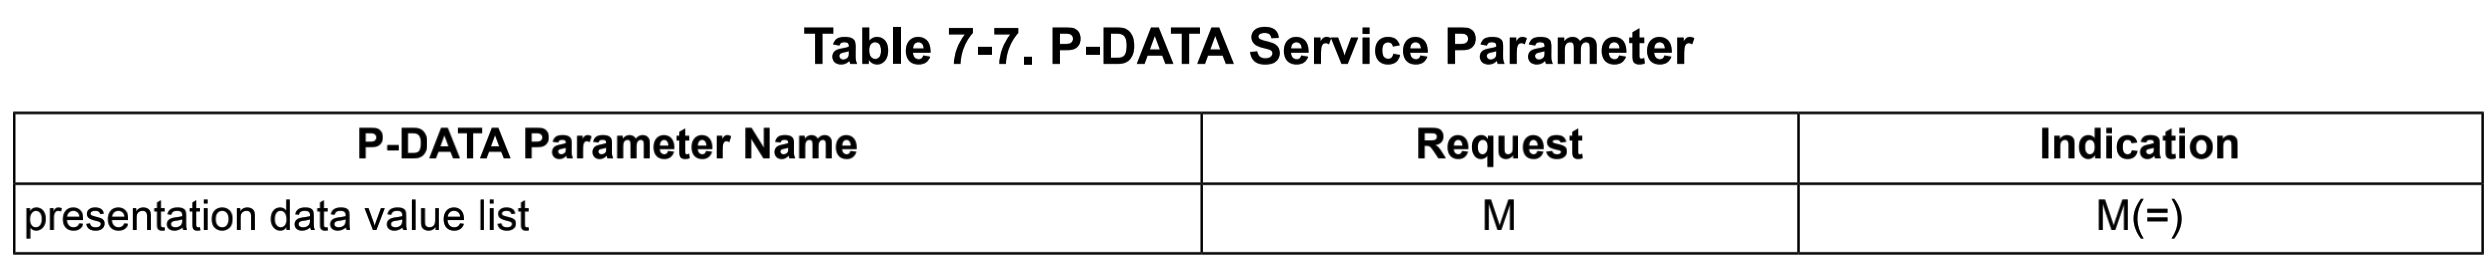 Table 7-7. P-DATA Service Parameter
P-DATA Parameter Name Request Indication
presentation data value list M M(=)